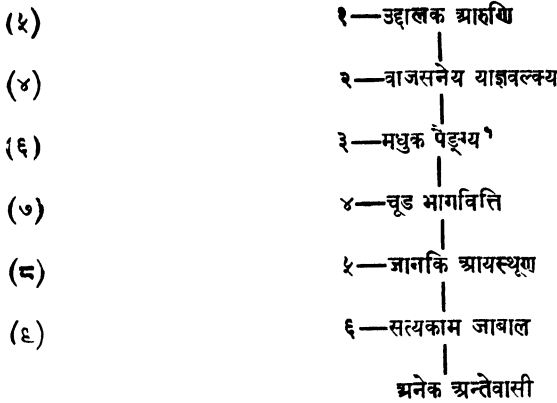 (५) १—उद्दालक आरुणि
(४) २—वाजसनेय याज्ञवल्क्य
(६) ३—मधुक पैङ्ग्य१
(७) ४—चूड भागवित्ति
(८) ५—जानकि आयस्थूण
(९) ६—सत्यकाम जाबाल
अनेक अन्तेवासी